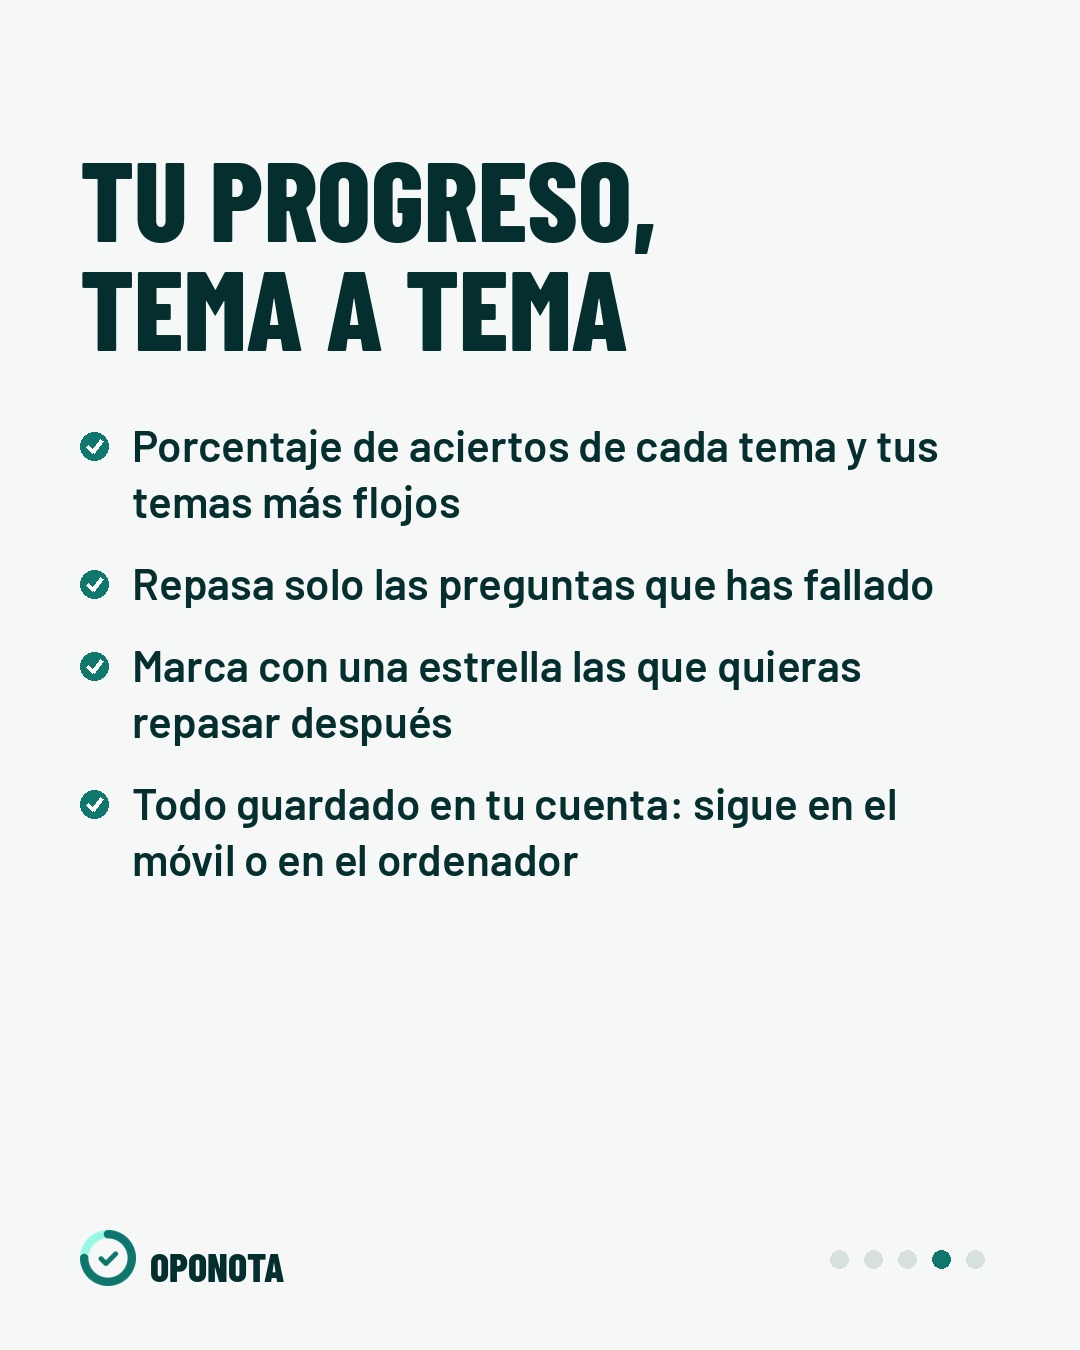 TU PROGRESO,
TEMA A TEMA
Porcentaje de aciertos de cada tema y tus
temas más flojos
Repasa solo las preguntas que has fallado
Marca con una estrella las que quieras
repasar después
Todo guardado en tu cuenta: sigue en el
móvil o en el ordenador
OPONOTA